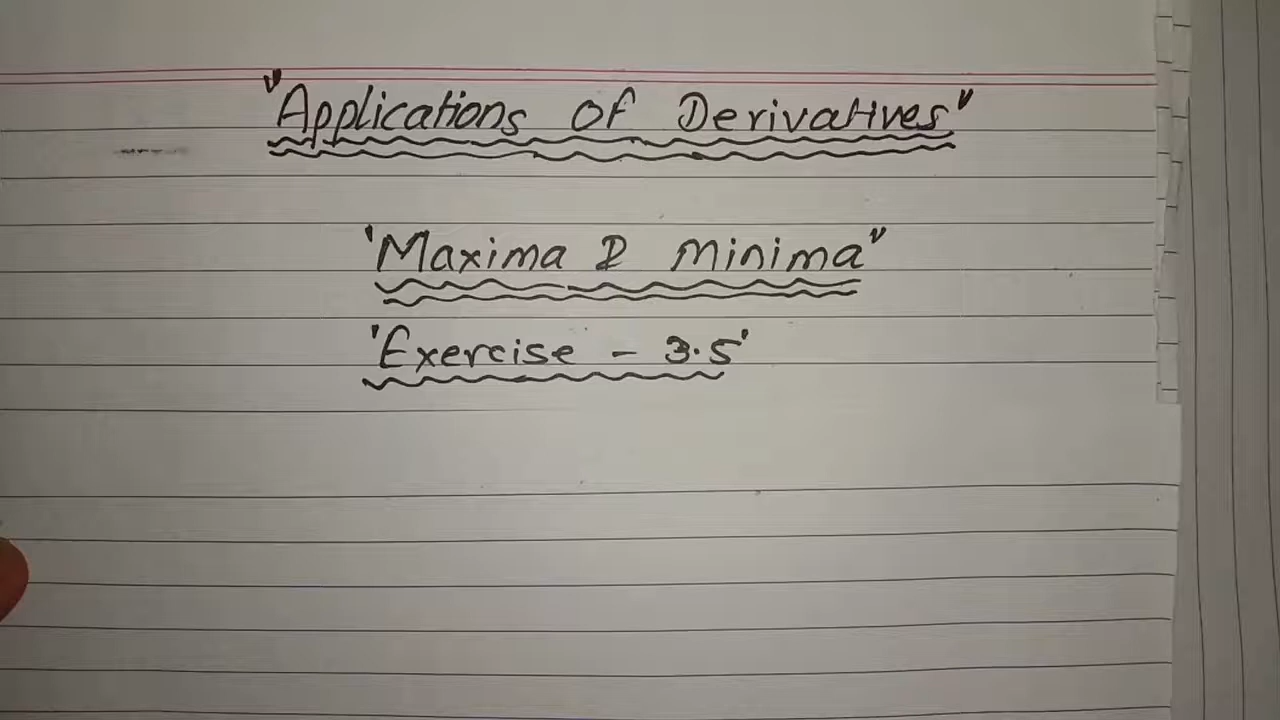 "Applications of Derivatives"
'Maxima & Minima"
'Exercise - 3.5'